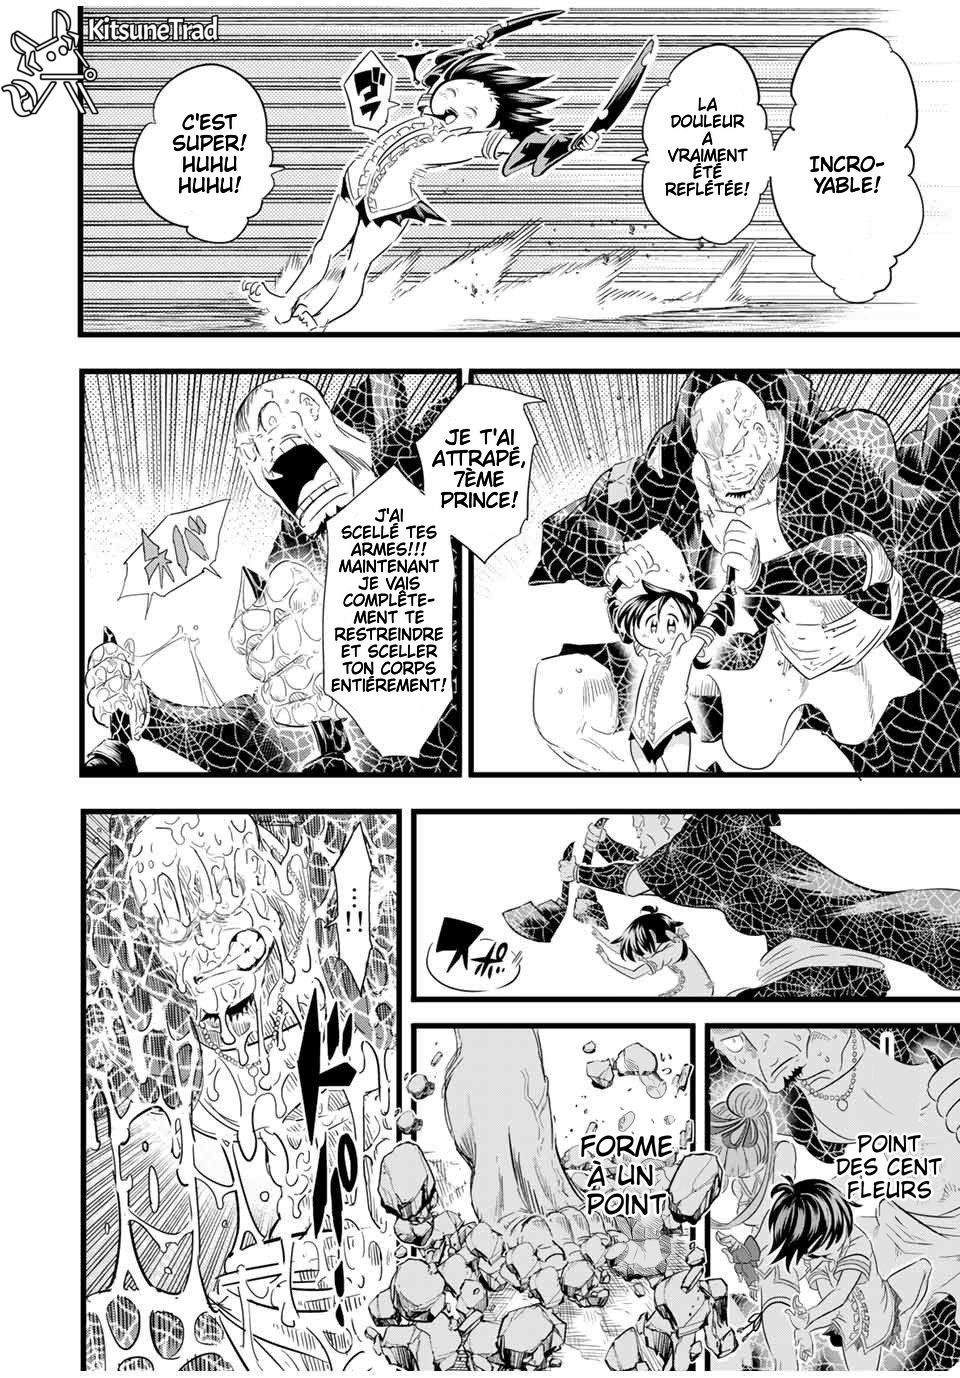 KitsuneTrad
INCRO-
YABLE!
LA
DOULEUR
A
VRAIMENT
ÉTÉ
REFLÉTÉE!
C'EST
SUPER!
HUHU
HUHU!
JE T'AI
ATTRAPÉ,
7ÈME
PRINCE!
J'AI
SCELLÉ TES
ARMES!!!
MAINTENANT
JE VAIS
COMPLÊTE-
MENT TE
RESTREINDRE
ET SCELLER
TON CORPS
ENTIÉREMENT!
...!!
POINT
DES CENT
FLEURS
FORME
À UN
POINT